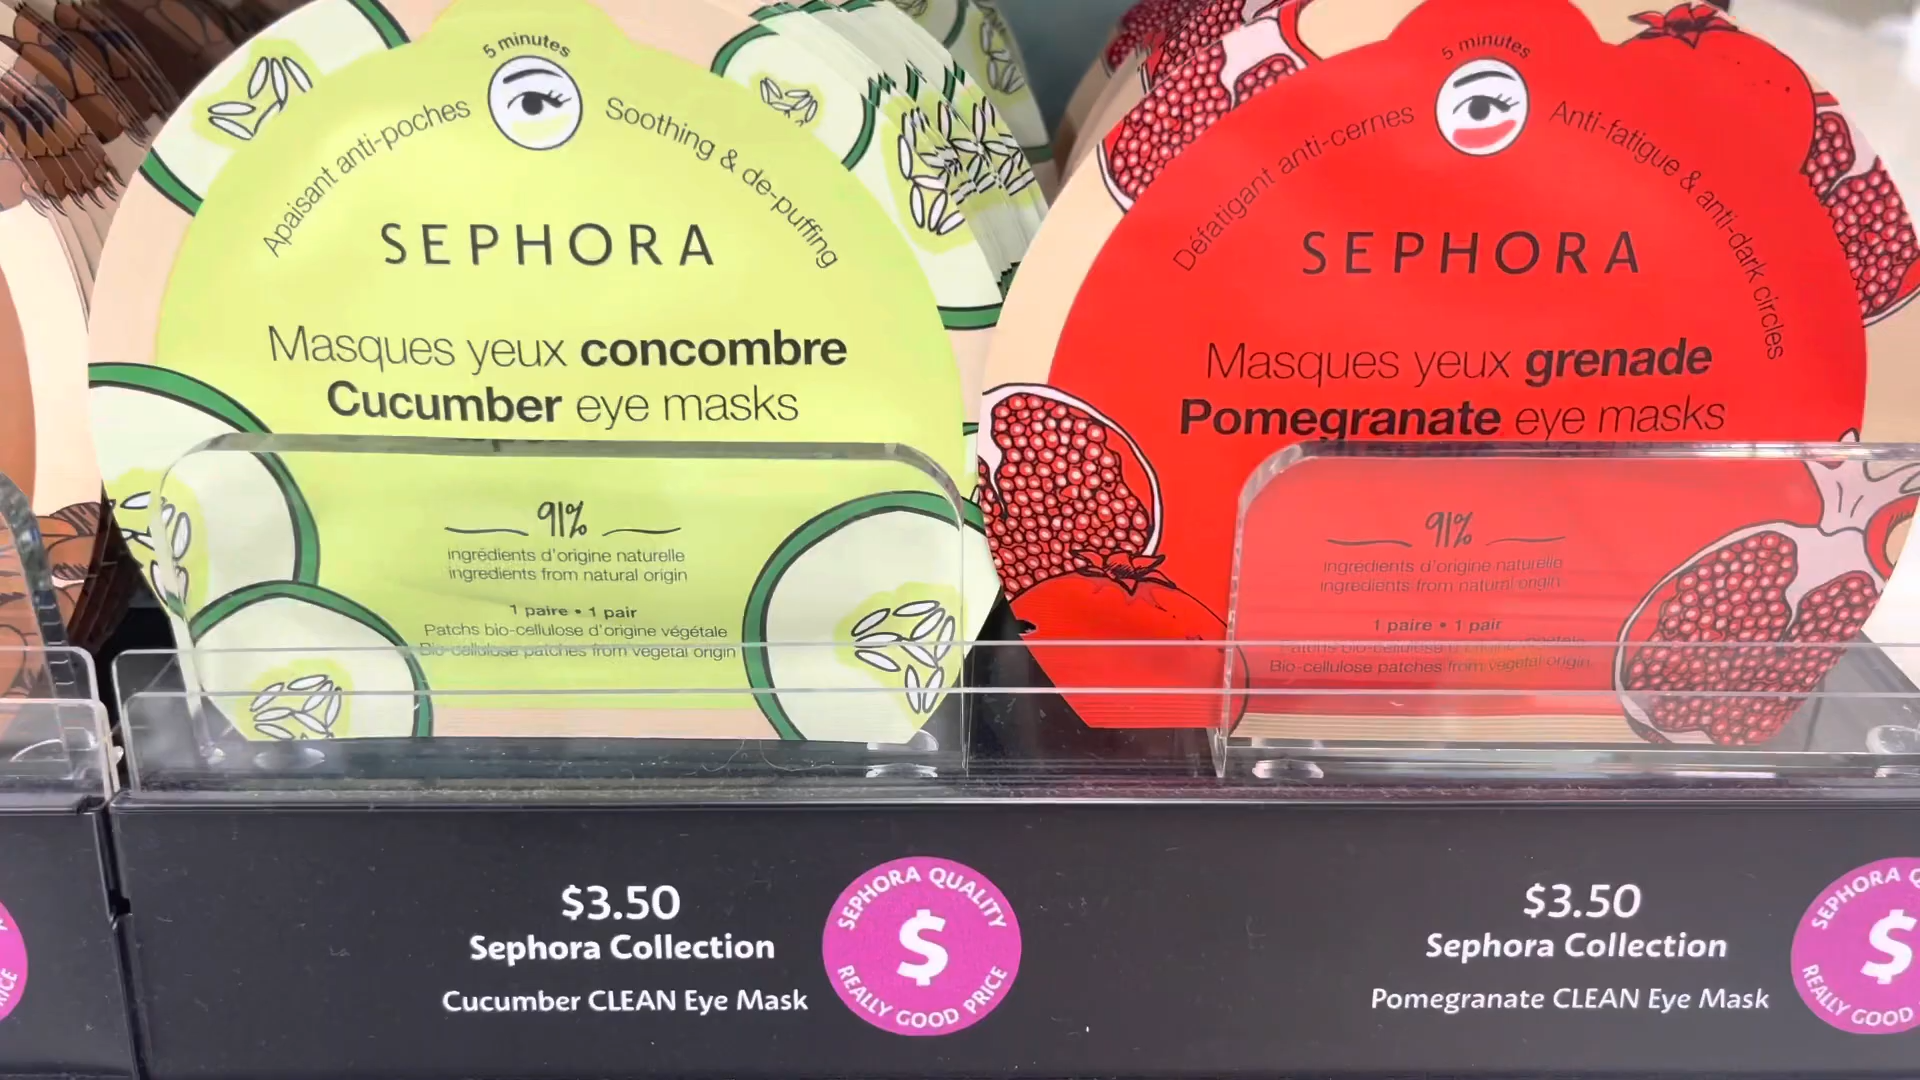 5 minutes
Apaisant anti-poches
Soothing & de-puffing
SEPHORA
Masques yeux concombre
Cucumber eye masks
91%
ingrédients d'origine naturelle
ingredients from natural origin
1 paire • 1 pair
Patchs bio-cellulose d'origine végétale
Bio-cellulose patches from vegetal origin
5 minutes
Défatigant anti-cernes
Anti-fatigue & anti-dark circles
SEPHORA
Masques yeux grenade
Pomegranate eye masks
91%
ingrédients d'origine naturelle
ingredients from natural origin
1 paire • 1 pair
Patchs bio-cellulose d'origine végétale
Bio-cellulose patches from vegetal origin
$3.50
Sephora Collection
Cucumber CLEAN Eye Mask
SEPHORA QUALITY
$
REALLY GOOD PRICE
$3.50
Sephora Collection
Pomegranate CLEAN Eye Mask
SEPHORA
$
REALLY GOOD